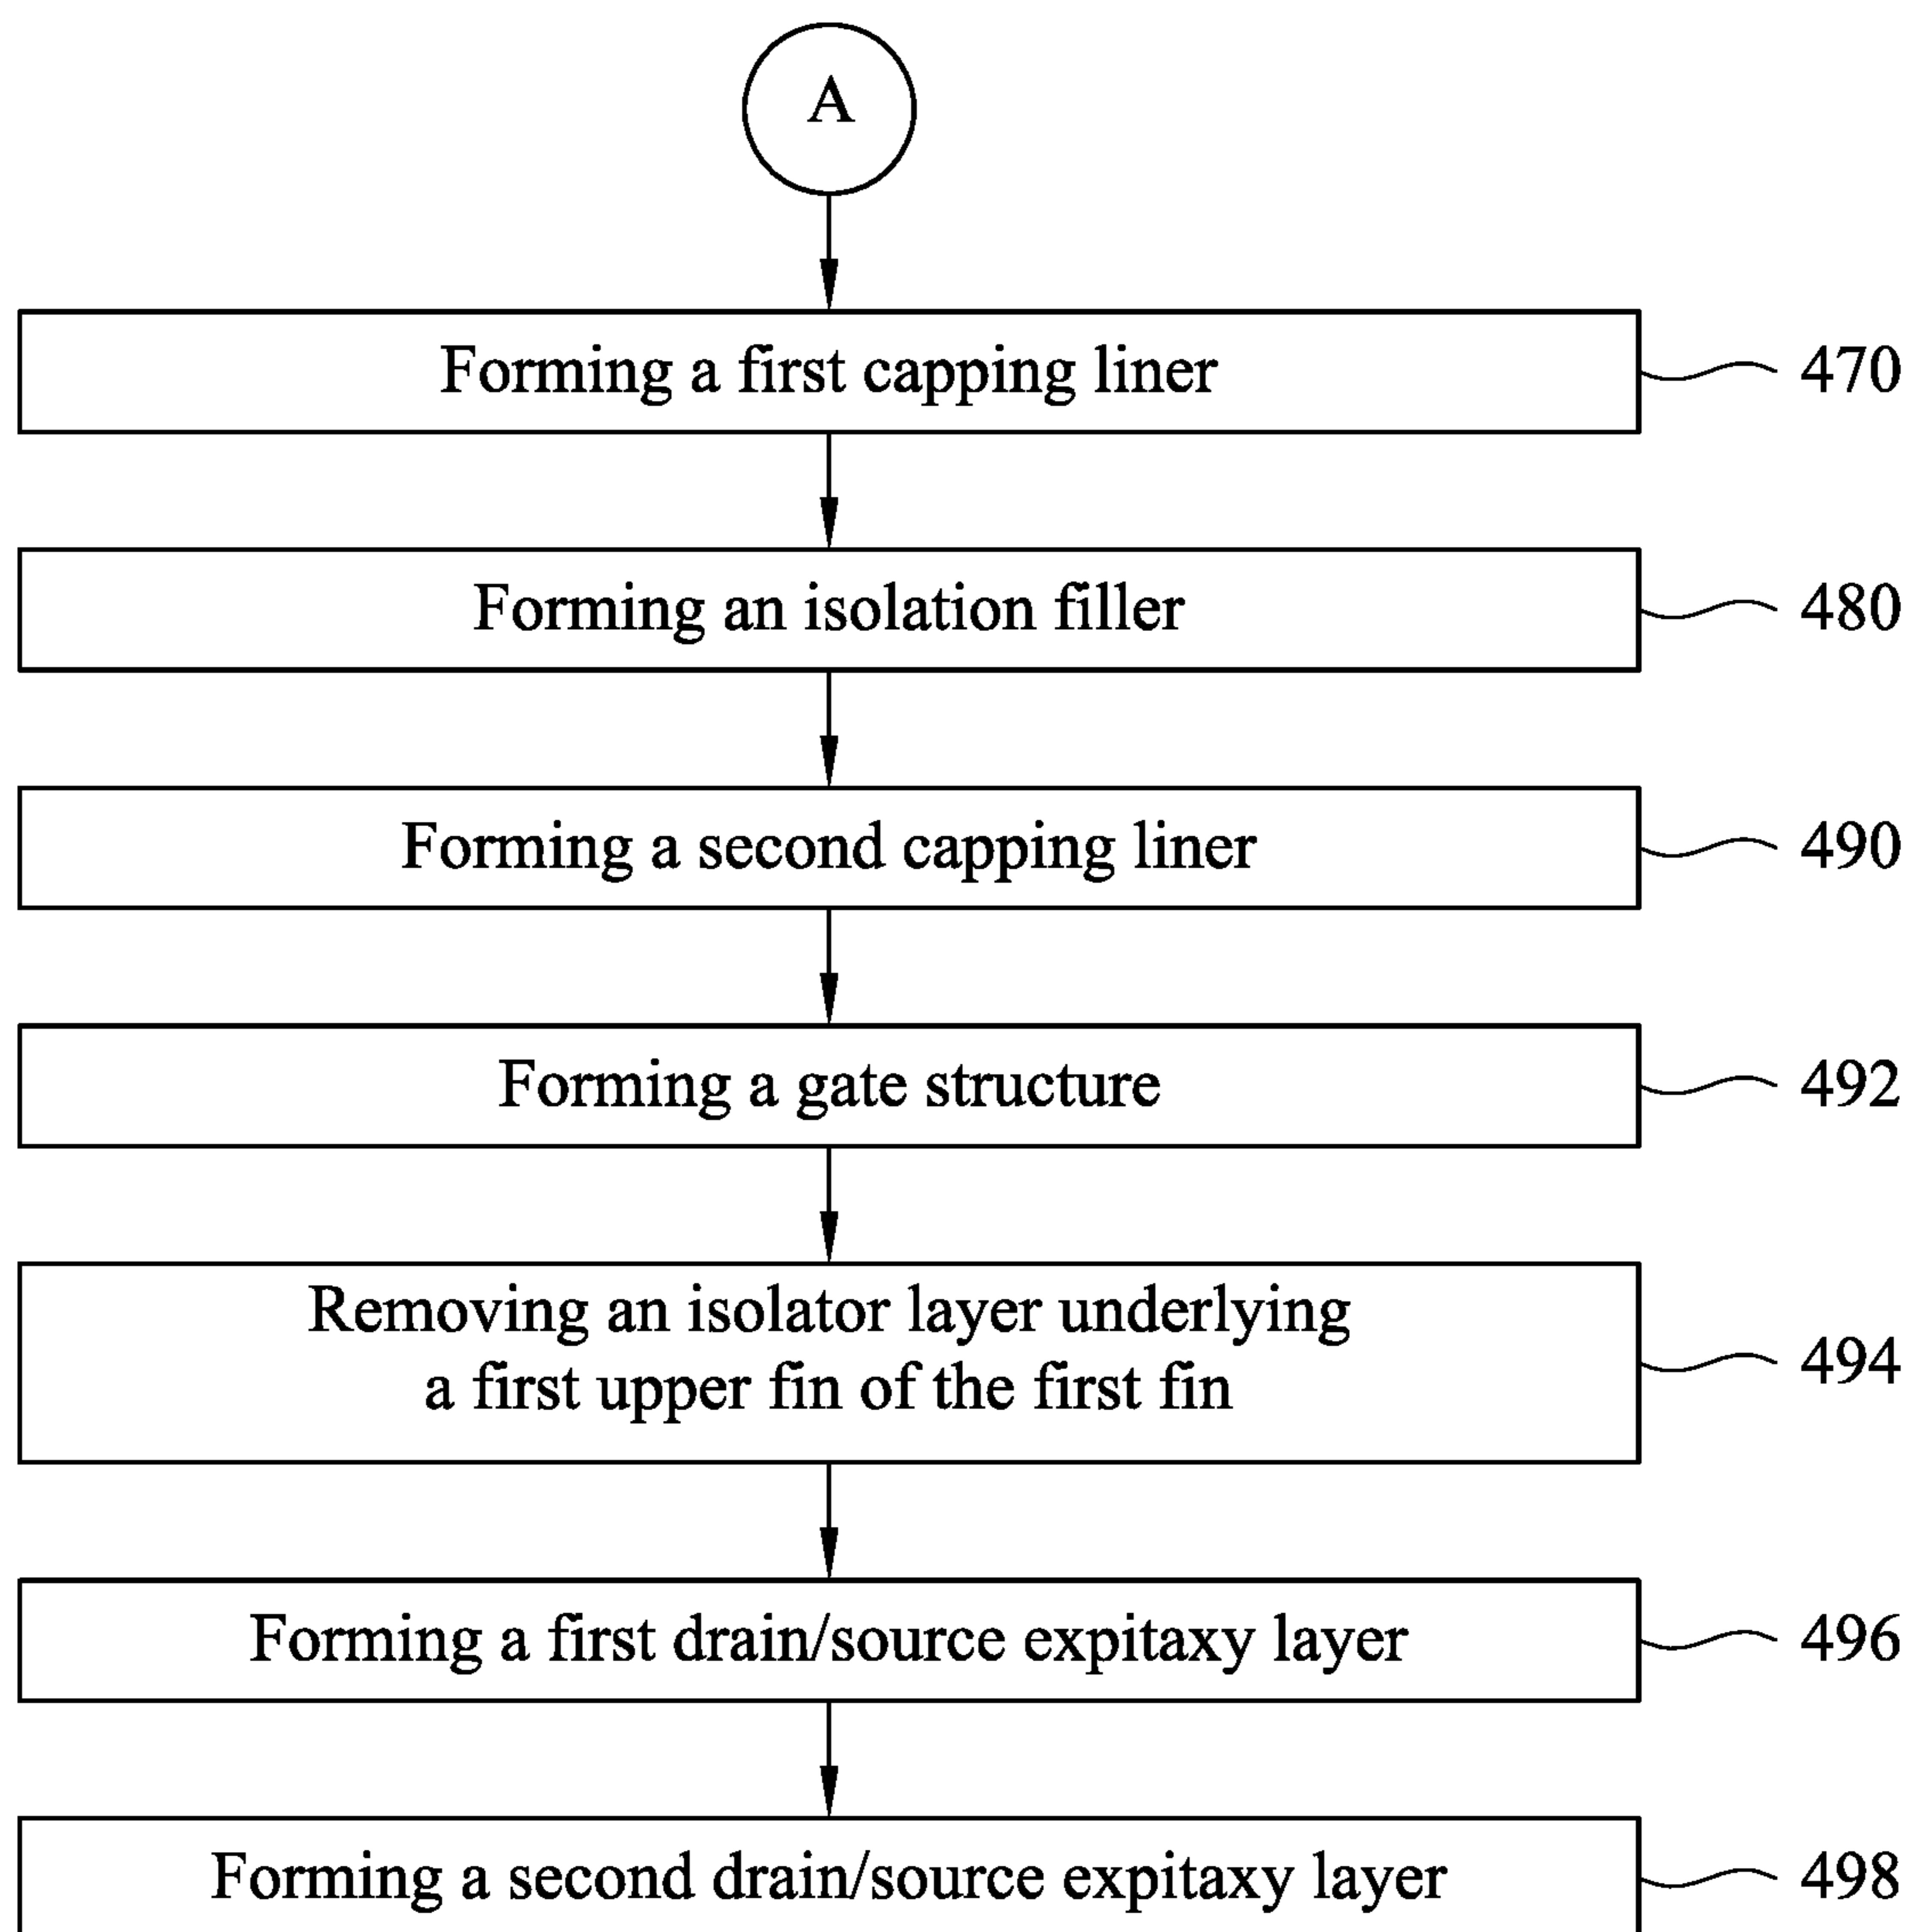 A
Forming a first capping liner
470
Forming an isolation filler
480
Forming a second capping liner
490
Forming a gate structure
492
Removing an isolator layer underlying
a first upper fin of the first fin
494
Forming a first drain/source expitaxy layer
496
Forming a second drain/source expitaxy layer
498